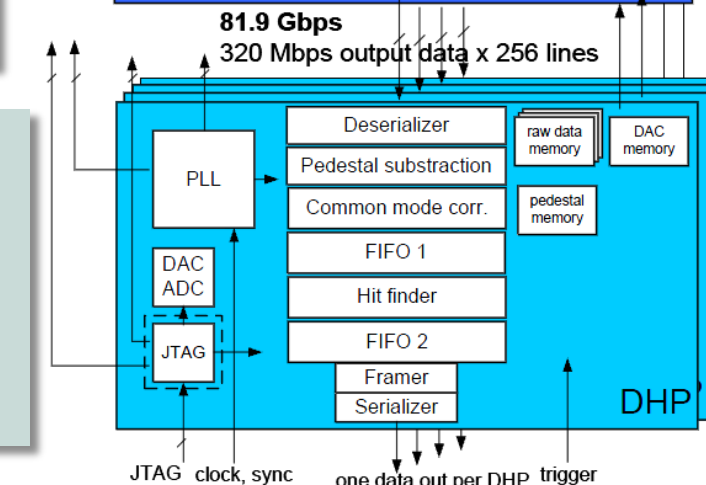 81.9 Gbps
320 Mbps output data x 256 lines
Deserializer
raw data
memory
DAC
memory
Pedestal substraction
PLL
Common mode corr.
pedestal
memory
FIFO 1
DAC
ADC
Hit finder
FIFO 2
JTAG
Framer
Serializer
DHP
JTAG
clock, sync
one data out per DHP
trigger